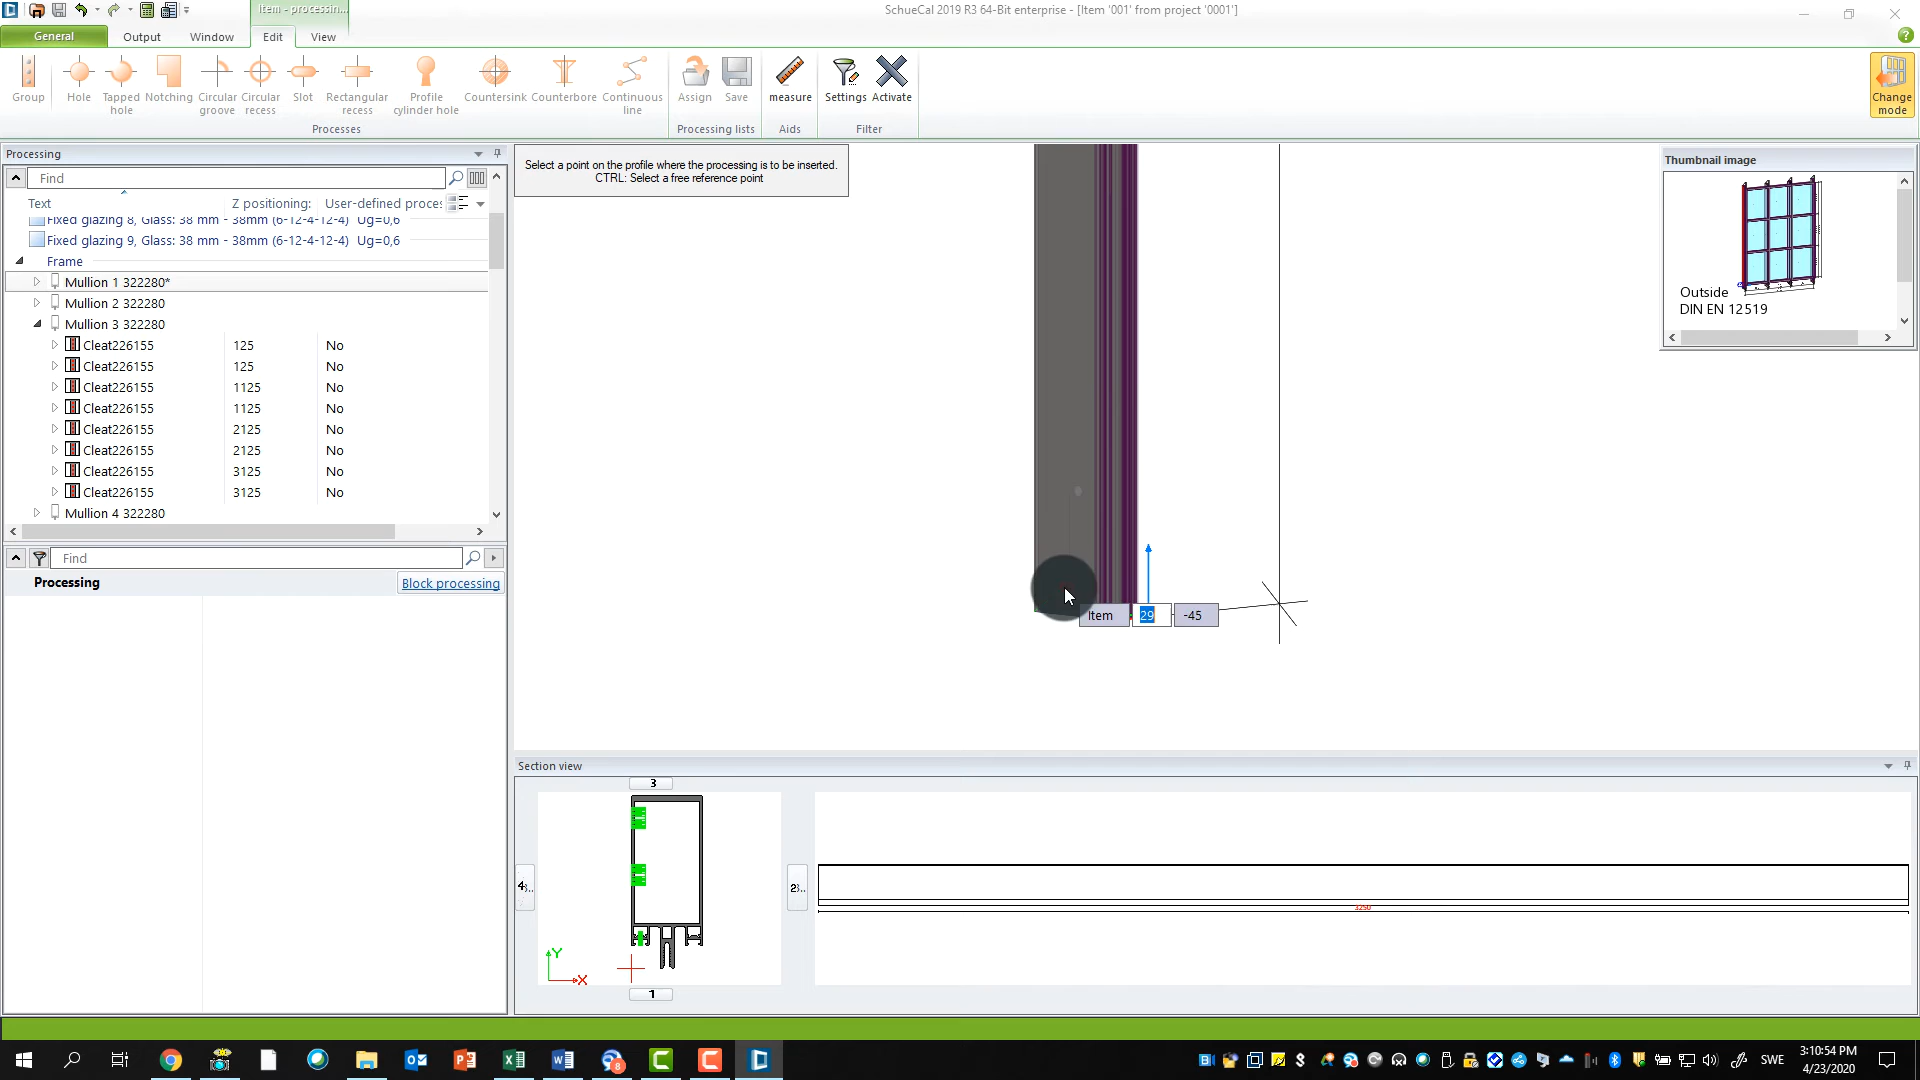 Item - processin...
SchueCal 2019 R3 64-Bit enterprise - [Item '001' from project '0001']
General
Output
Window
Edit
View
Group
Hole
Tapped hole
Notching
Circular groove
Circular recess
Slot
Rectangular recess
Profile cylinder hole
Countersink
Counterbore
Continuous line
Assign
Save
measure
Settings
Activate
Change mode
Processes
Processing lists
Aids
Filter
Processing
Find
Text
Z positioning:
User-defined proces
Fixed glazing 8, Glass: 38 mm - 38mm (6-12-4-12-4) Ug=0,6
Fixed glazing 9, Glass: 38 mm - 38mm (6-12-4-12-4) Ug=0,6
Frame
Mullion 1 322280*
Mullion 2 322280
Mullion 3 322280
Cleat226155 125 No
Cleat226155 125 No
Cleat226155 1125 No
Cleat226155 1125 No
Cleat226155 2125 No
Cleat226155 2125 No
Cleat226155 3125 No
Cleat226155 3125 No
Mullion 4 322280
Find
Processing
Block processing
Select a point on the profile where the processing is to be inserted.
CTRL: Select a free reference point
Item 29 -45
Thumbnail image
Outside
DIN EN 12519
Section view
3
4
2
1
Y
X
3250
8
SWE
3:10:54 PM
4/23/2020